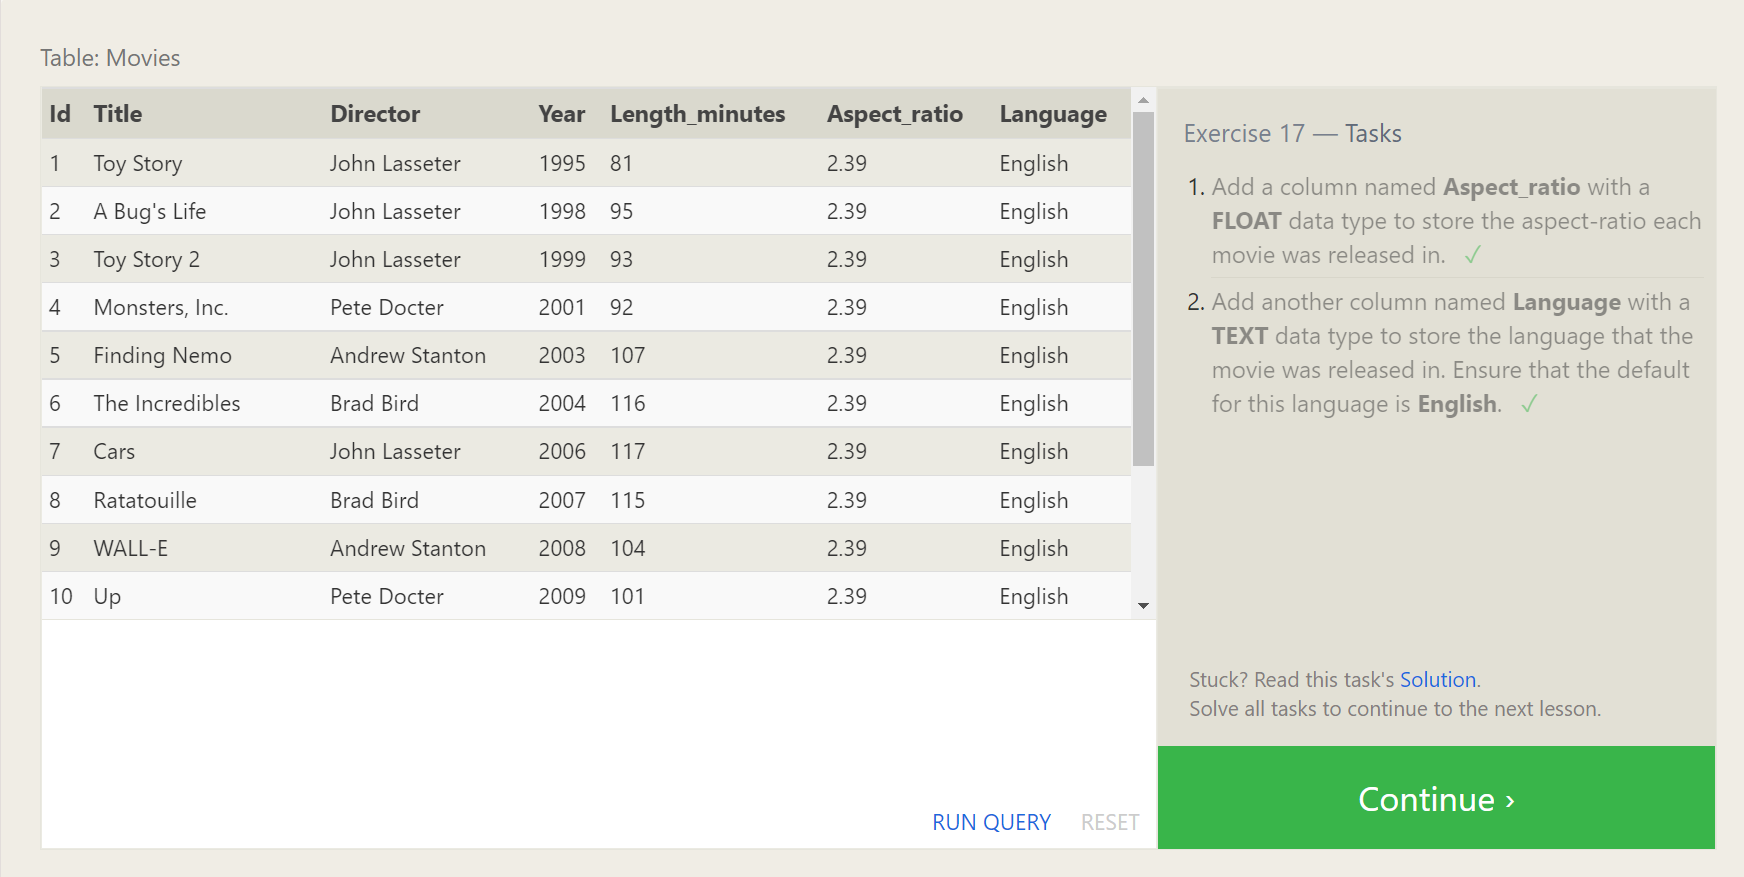 Table: Movies
Id Title Director Year Length_minutes Aspect_ratio Language
1 Toy Story John Lasseter 1995 81 2.39 English
2 A Bug's Life John Lasseter 1998 95 2.39 English
3 Toy Story 2 John Lasseter 1999 93 2.39 English
4 Monsters, Inc. Pete Docter 2001 92 2.39 English
5 Finding Nemo Andrew Stanton 2003 107 2.39 English
6 The Incredibles Brad Bird 2004 116 2.39 English
7 Cars John Lasseter 2006 117 2.39 English
8 Ratatouille Brad Bird 2007 115 2.39 English
9 WALL-E Andrew Stanton 2008 104 2.39 English
10 Up Pete Docter 2009 101 2.39 English
RUN QUERY RESET
Exercise 17 — Tasks
1. Add a column named Aspect_ratio with a
FLOAT data type to store the aspect-ratio each
movie was released in. ✓
2. Add another column named Language with a
TEXT data type to store the language that the
movie was released in. Ensure that the default
for this language is English. ✓
Stuck? Read this task's Solution.
Solve all tasks to continue to the next lesson.
Continue ›